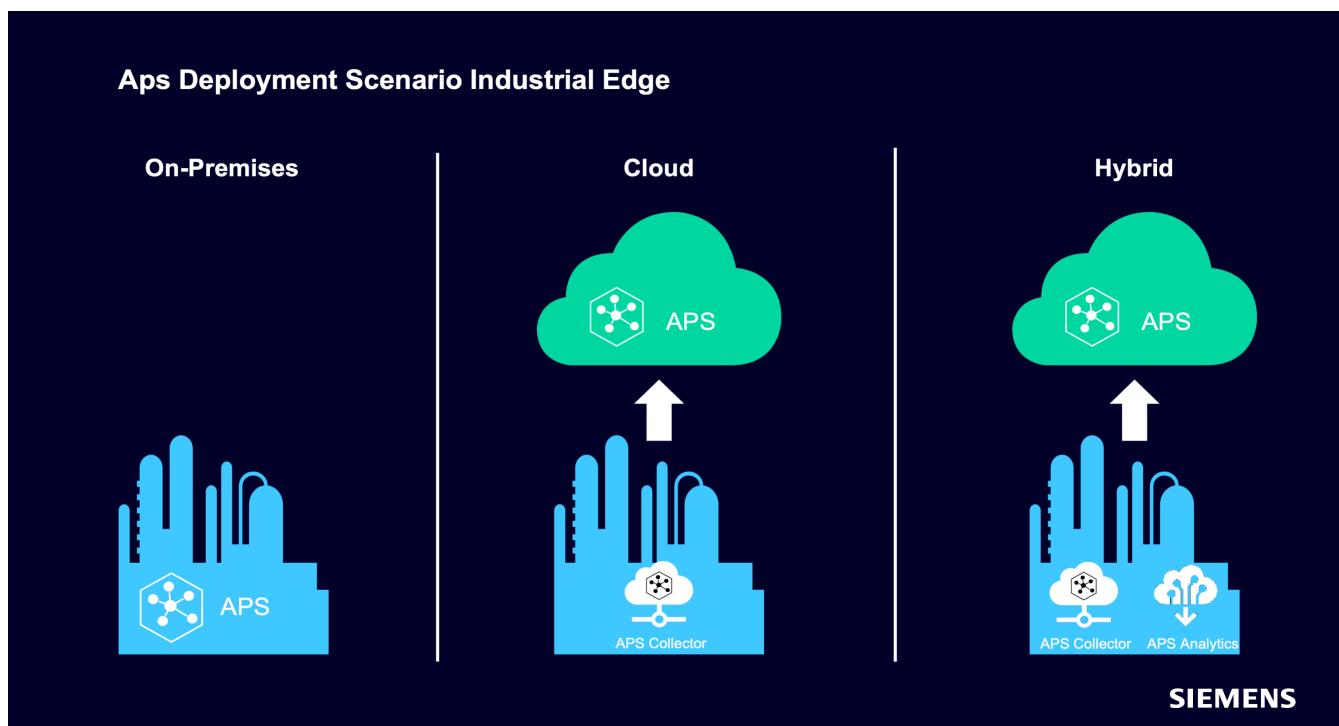 Aps Deployment Scenario Industrial Edge
On-Premises
Cloud
Hybrid
APS
APS
APS
APS Collector
APS Collector
APS Analytics
SIEMENS